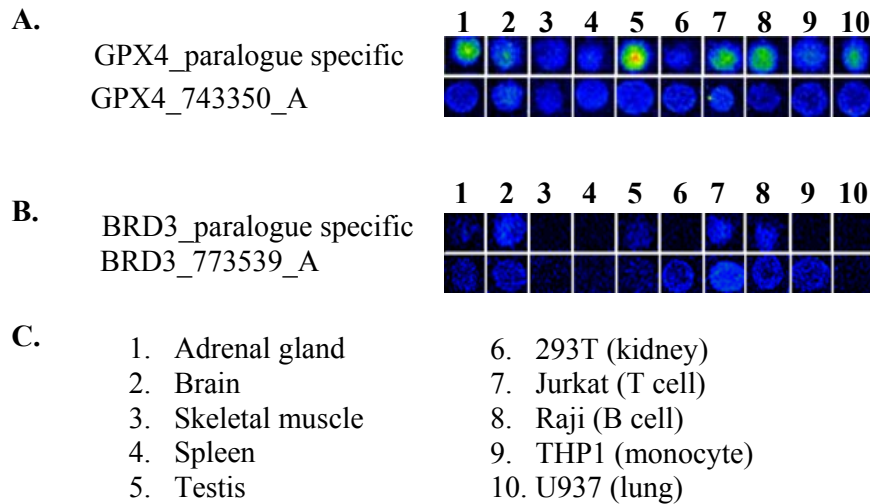 A.
1 2 3 4 5 6 7 8 9 10
GPX4_paralogue specific
GPX4_743350_A
B.
1 2 3 4 5 6 7 8 9 10
BRD3_paralogue specific
BRD3_773539_A
C.
1. Adrenal gland
2. Brain
3. Skeletal muscle
4. Spleen
5. Testis
6. 293T (kidney)
7. Jurkat (T cell)
8. Raji (B cell)
9. THP1 (monocyte)
10. U937 (lung)